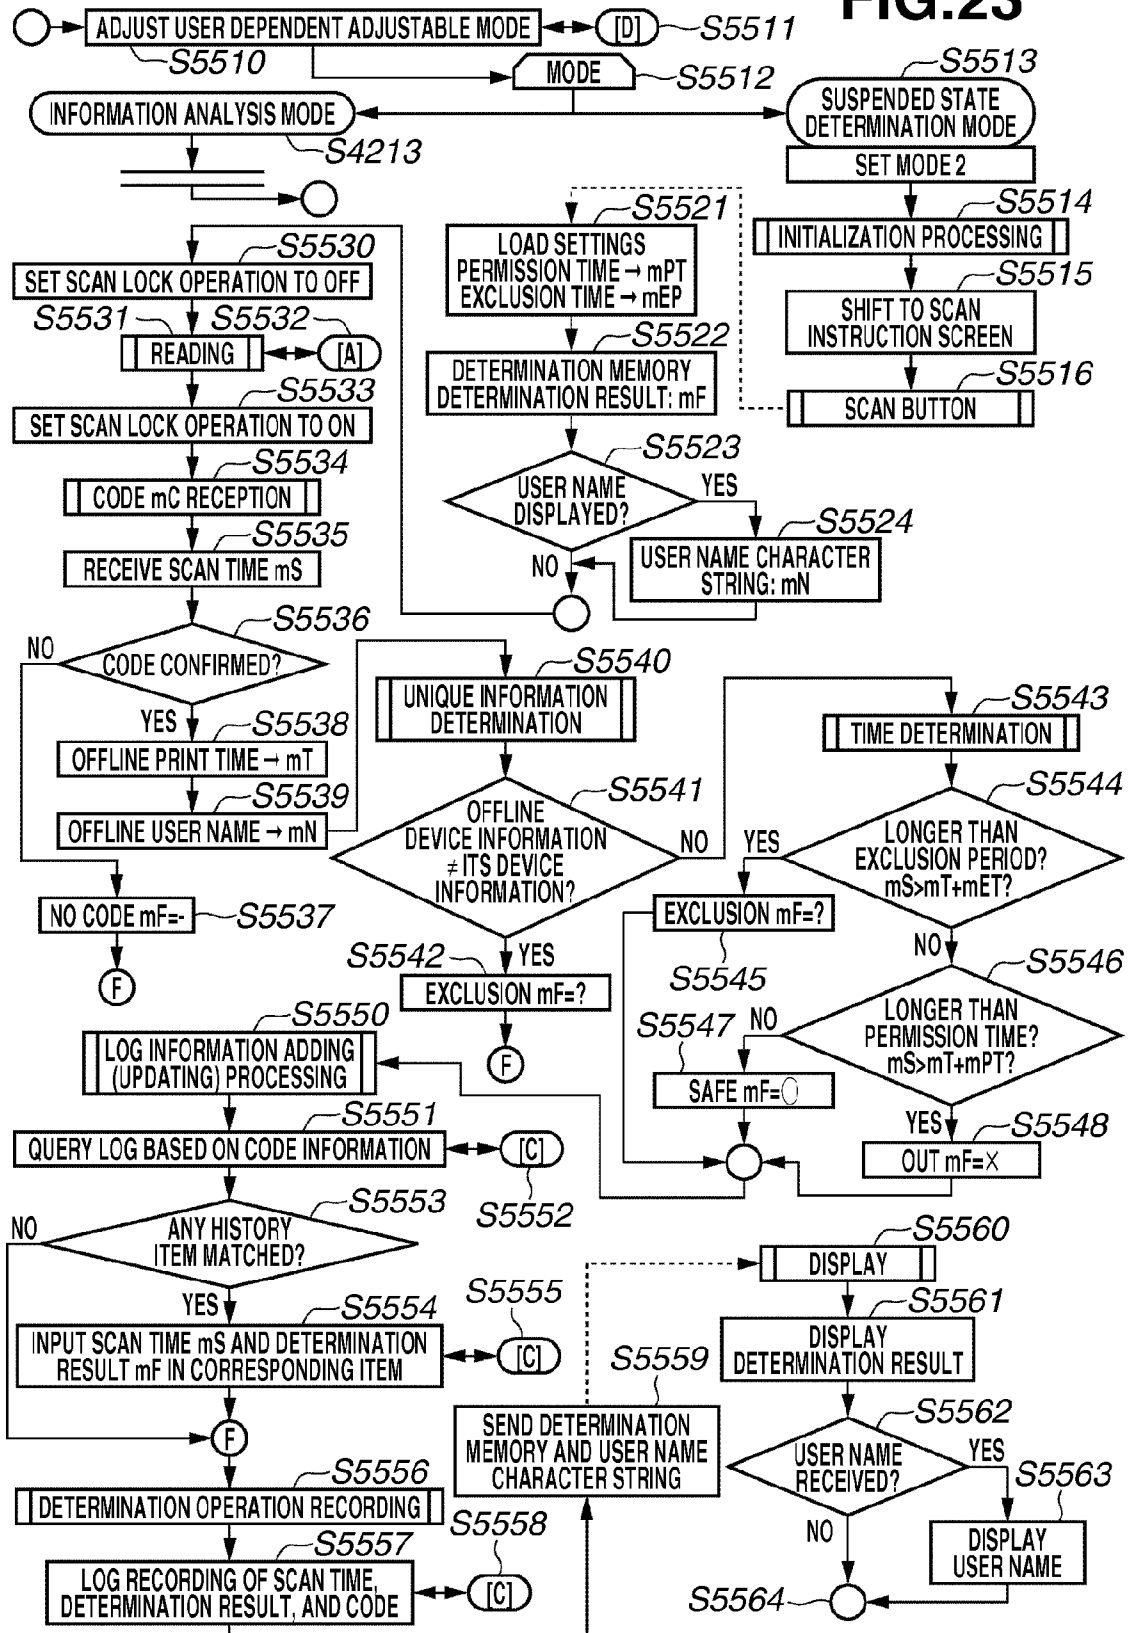 FIG.23
ADJUST USER DEPENDENT ADJUSTABLE MODE
[D]
S5511
S5510
MODE
S5512
S5513
INFORMATION ANALYSIS MODE
S4213
SUSPENDED STATE
DETERMINATION MODE
SET MODE 2
S5514
INITIALIZATION PROCESSING
S5515
SHIFT TO SCAN
INSTRUCTION SCREEN
S5516
SCAN BUTTON
S5521
LOAD SETTINGS
PERMISSION TIME→mPT
EXCLUSION TIME→mEP
S5522
DETERMINATION MEMORY
DETERMINATION RESULT: mF
S5523
USER NAME
DISPLAYED?
YES
S5524
USER NAME CHARACTER
STRING: mN
NO
S5530
SET SCAN LOCK OPERATION TO OFF
S5531
S5532
READING
[A]
S5533
SET SCAN LOCK OPERATION TO ON
S5534
CODE mC RECEPTION
S5535
RECEIVE SCAN TIME mS
S5536
NO
CODE CONFIRMED?
YES
S5538
OFFLINE PRINT TIME→mT
S5539
OFFLINE USER NAME→mN
NO CODE mF=-
S5537
F
S5540
UNIQUE INFORMATION
DETERMINATION
S5541
OFFLINE
DEVICE INFORMATION
≠ITS DEVICE
INFORMATION?
NO
S5542
YES
EXCLUSION mF=?
F
S5543
TIME DETERMINATION
S5544
LONGER THAN
EXCLUSION PERIOD?
mS>mT+mET?
YES
EXCLUSION mF=?
S5545
NO
S5546
LONGER THAN
PERMISSION TIME?
mS>mT+mPT?
NO
S5547
SAFE mF=○
YES
S5548
OUT mF=×
S5550
LOG INFORMATION ADDING
(UPDATING) PROCESSING
S5551
QUERY LOG BASED ON CODE INFORMATION
[C]
S5552
S5553
NO
ANY HISTORY
ITEM MATCHED?
YES
S5554
INPUT SCAN TIME mS AND DETERMINATION
RESULT mF IN CORRESPONDING ITEM
S5555
[C]
F
S5556
DETERMINATION OPERATION RECORDING
S5557
LOG RECORDING OF SCAN TIME,
DETERMINATION RESULT, AND CODE
S5558
[C]
S5559
SEND DETERMINATION
MEMORY AND USER NAME
CHARACTER STRING
S5560
DISPLAY
S5561
DISPLAY
DETERMINATION RESULT
S5562
USER NAME
RECEIVED?
YES
S5563
DISPLAY
USER NAME
NO
S5564